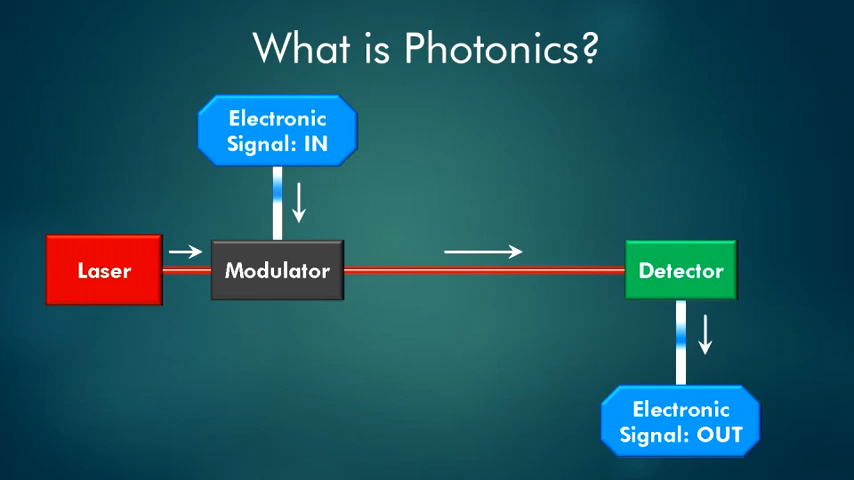 What is Photonics?
Electronic
Signal: IN
Laser
Modulator
Detector
Electronic
Signal: OUT